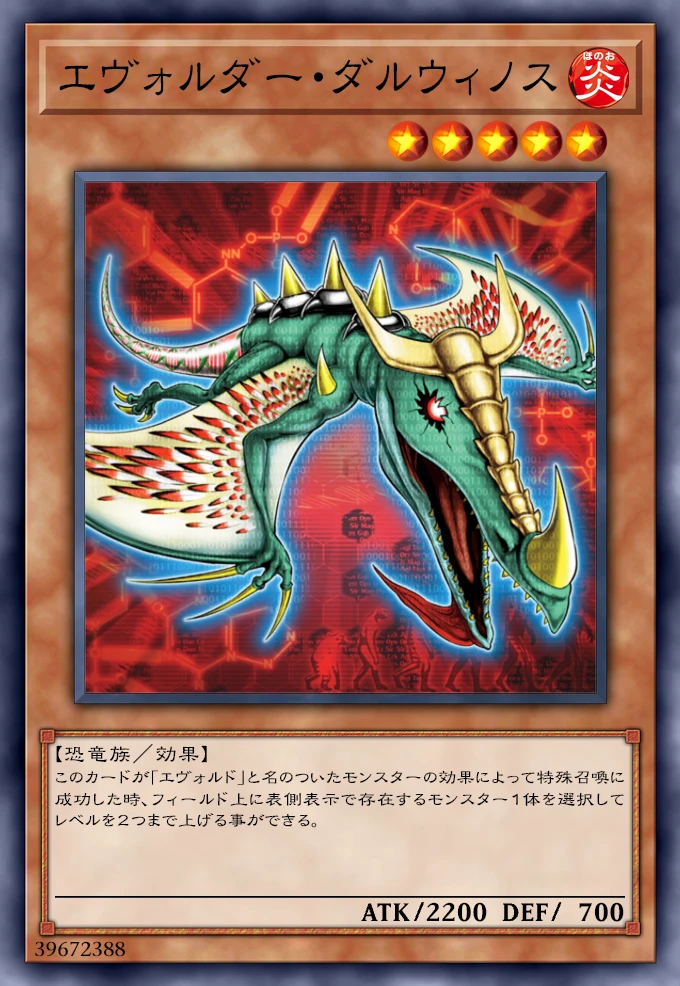 エヴォルダー・ダルウィノス
ほのお
炎
【恐竜族／効果】
このカードが「エヴォルド」と名のついたモンスターの効果によって特殊召喚に
成功した時、フィールド上に表側表示で存在するモンスター１体を選択して
レベルを２つまで上げる事ができる。
ATK/2200 DEF/ 700
39672388